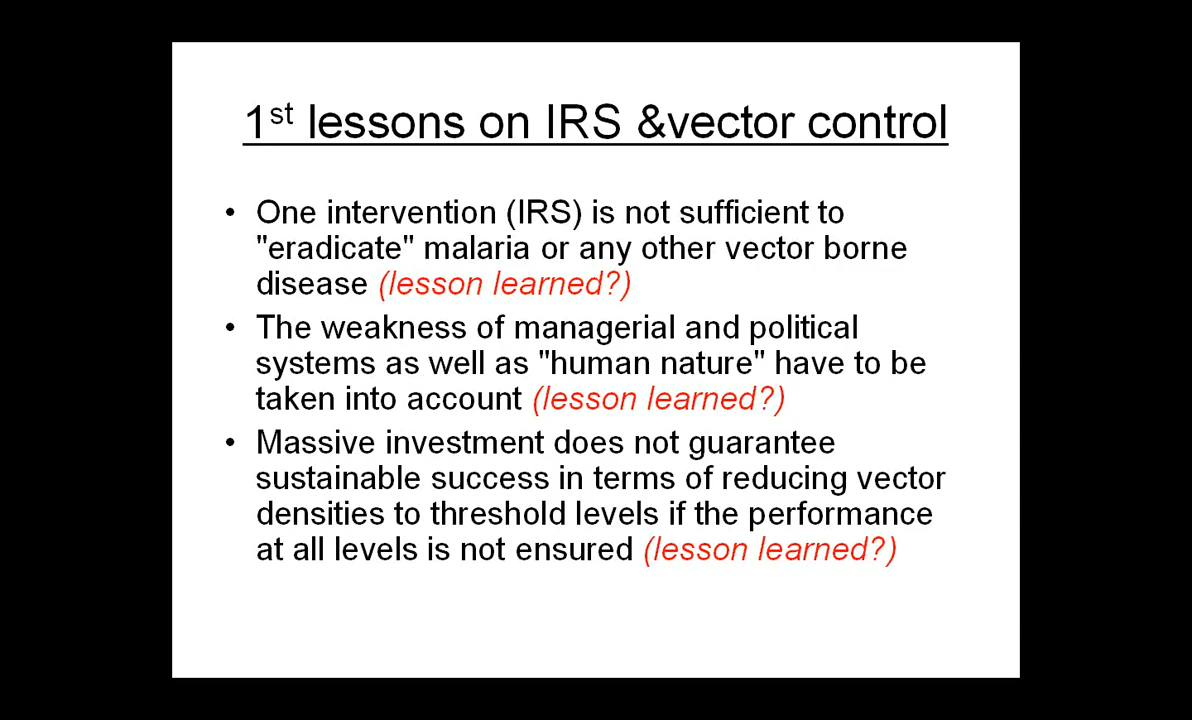 1st lessons on IRS &vector control
• One intervention (IRS) is not sufficient to
"eradicate" malaria or any other vector borne
disease (lesson learned?)
• The weakness of managerial and political
systems as well as "human nature" have to be
taken into account (lesson learned?)
• Massive investment does not guarantee
sustainable success in terms of reducing vector
densities to threshold levels if the performance
at all levels is not ensured (lesson learned?)